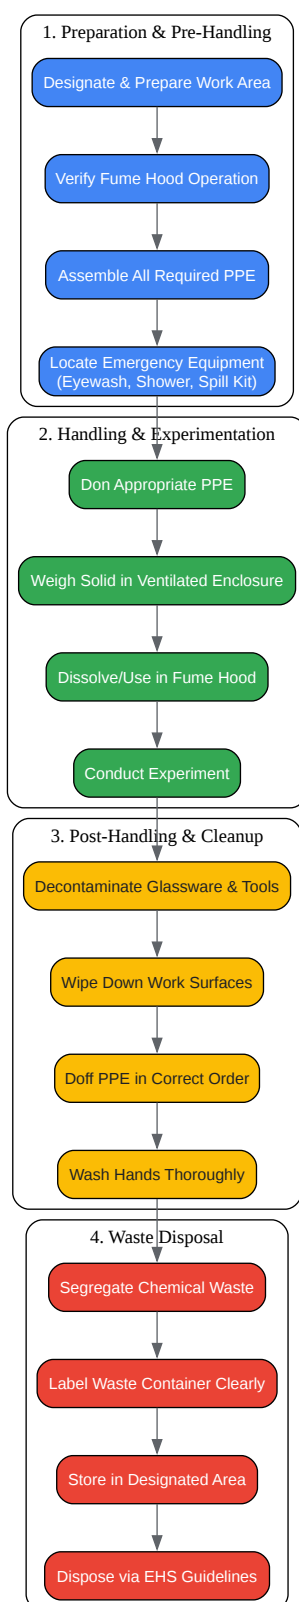 1. Preparation & Pre-Handling
Designate & Prepare Work Area
Verify Fume Hood Operation
Assemble All Required PPE
Locate Emergency Equipment
(Eyewash, Shower, Spill Kit)
2. Handling & Experimentation
Don Appropriate PPE
Weigh Solid in Ventilated Enclosure
Dissolve/Use in Fume Hood
Conduct Experiment
3. Post-Handling & Cleanup
Decontaminate Glassware & Tools
Wipe Down Work Surfaces
Doff PPE in Correct Order
Wash Hands Thoroughly
4. Waste Disposal
Segregate Chemical Waste
Label Waste Container Clearly
Store in Designated Area
Dispose via EHS Guidelines